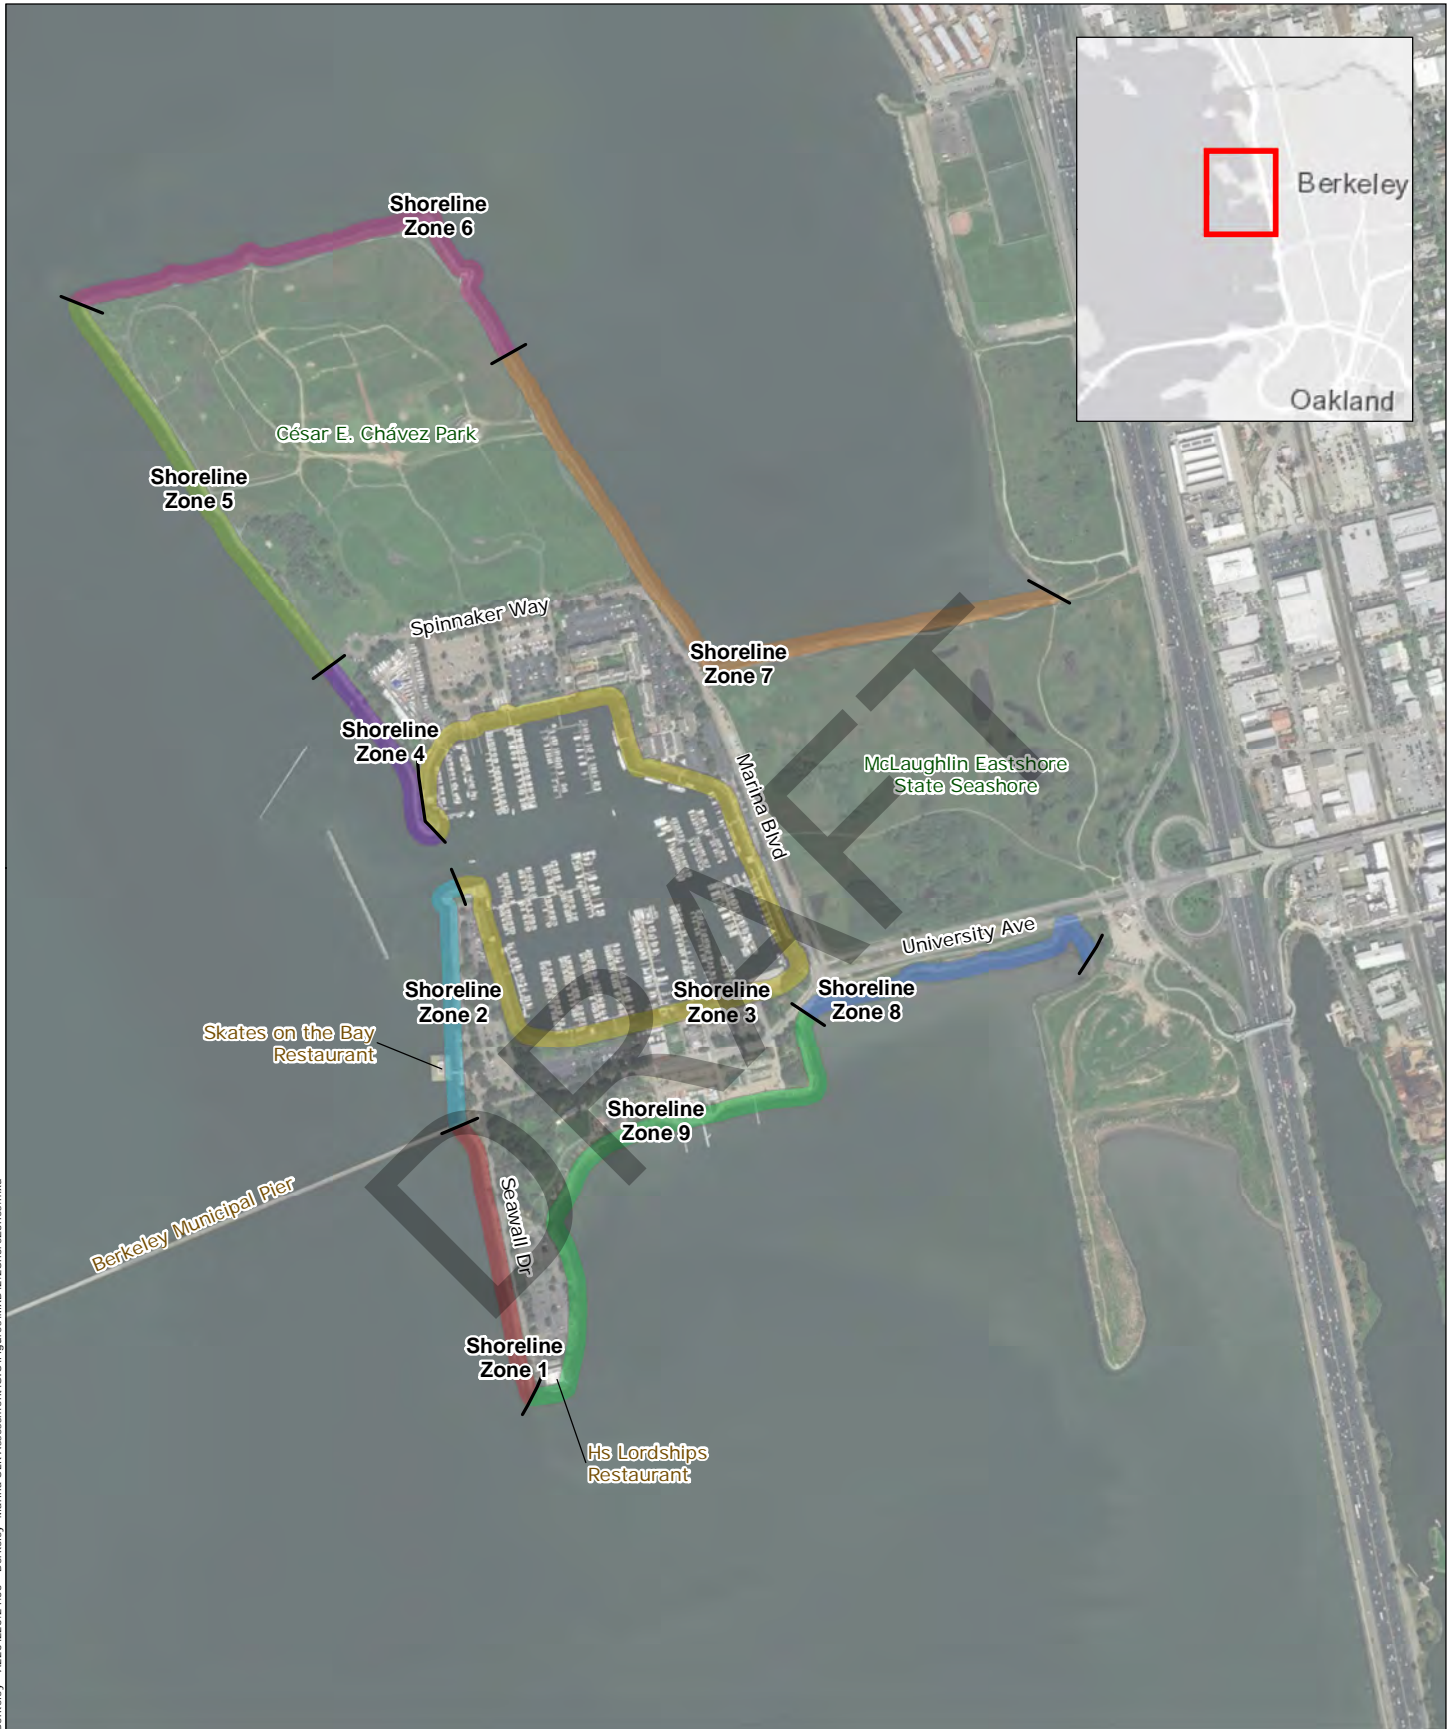 Berkeley
Oakland
Shoreline
Zone 6
César E. Chávez Park
Shoreline
Zone 5
Spinnaker Way
Shoreline
Zone 7
Shoreline
Zone 4
Marina Blvd
McLaughlin Eastshore
State Seashore
University Ave
Shoreline
Zone 2
Shoreline
Zone 3
Shoreline
Zone 8
Skates on the Bay
Restaurant
Shoreline
Zone 9
Berkeley Municipal Pier
Seawall Dr
Shoreline
Zone 1
Hs Lordships
Restaurant
DRAFT